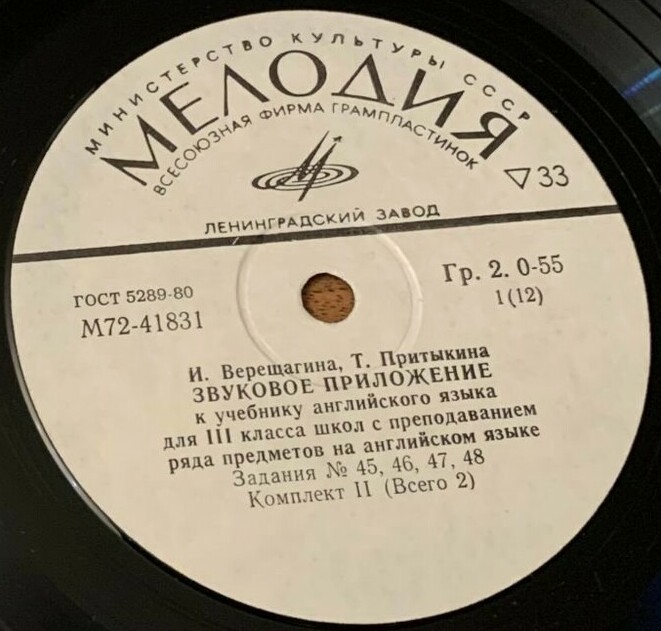 МИНИСТЕРСТВО КУЛЬТУРЫ СССР
МЕЛОДИЯ
ВСЕСОЮЗНАЯ ФИРМА ГРАМПЛАСТИНОК
▽33
ЛЕНИНГРАДСКИЙ ЗАВОД
ГОСТ 5289-80
М72-41831
Гр. 2. 0-55
1(12)
И. Верещагина, Т. Притыкина
ЗВУКОВОЕ ПРИЛОЖЕНИЕ
к учебнику английского языка
для III класса школ с преподаванием
ряда предметов на английском языке
Задания № 45, 46, 47, 48
Комплект II (Всего 2)